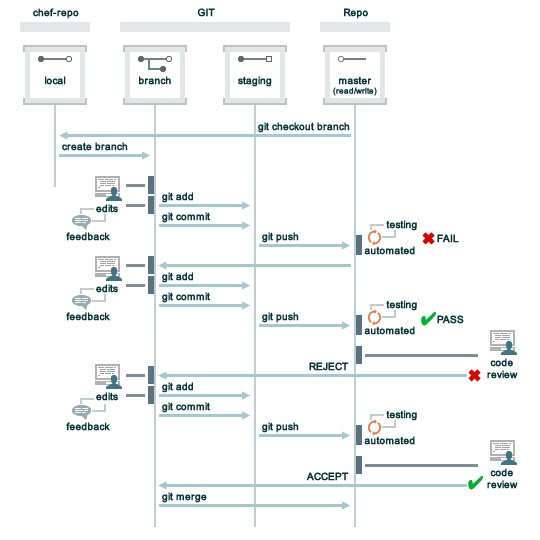 chef-repo GIT Repo
local branch staging master
(read/write)
git checkout branch
create branch
git add
edits
git commit
feedback
testing
git push
FAIL
automated
git add
edits
git commit
feedback
testing
git push
PASS
automated
code
review
REJECT
git add
edits
git commit
feedback
testing
git push
automated
code
review
ACCEPT
git merge